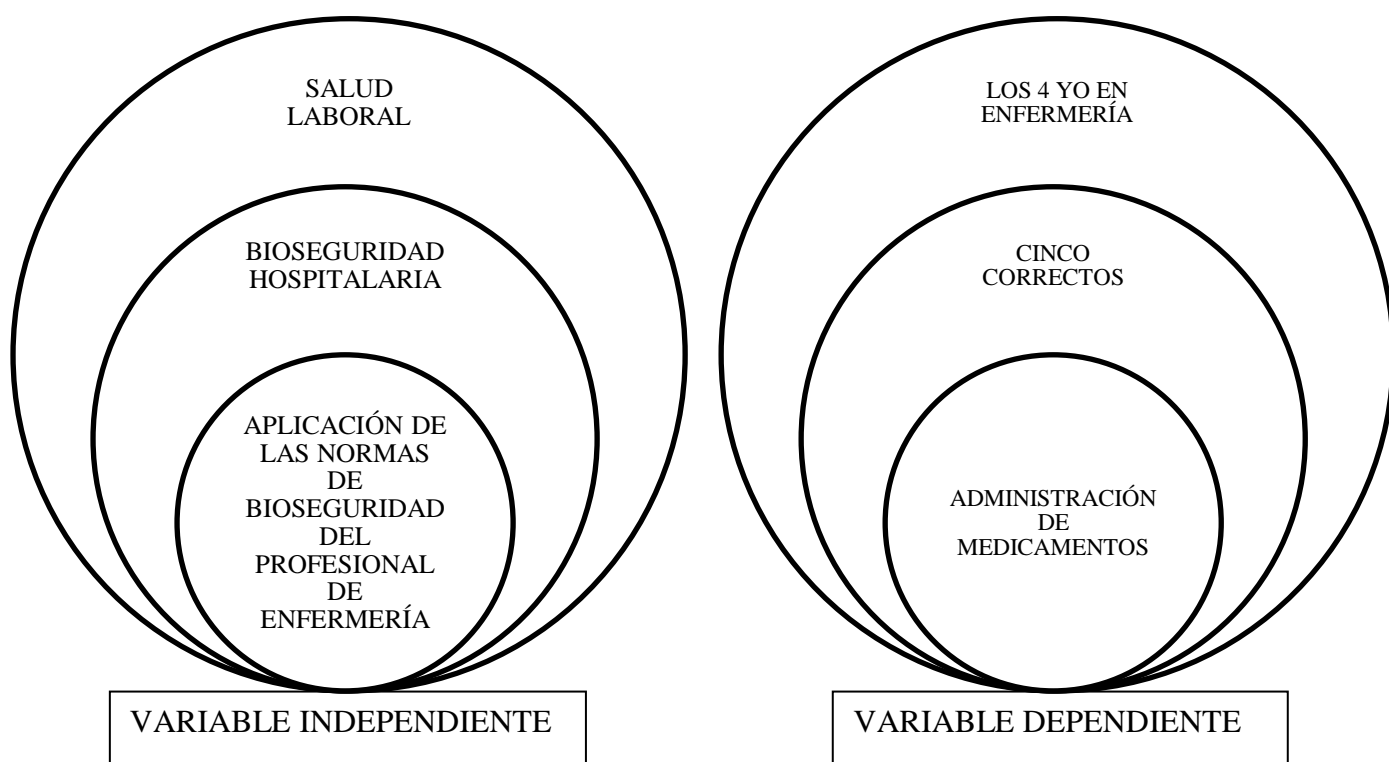 SALUD
LABORAL
BIOSEGURIDAD
HOSPITALARIA
APLICACIÓN DE
LAS NORMAS
DE
BIOSEGURIDAD
DEL
PROFESIONAL
DE
ENFERMERÍA
VARIABLE INDEPENDIENTE
LOS 4 YO EN
ENFERMERÍA
CINCO
CORRECTOS
ADMINISTRACIÓN
DE
MEDICAMENTOS
VARIABLE DEPENDIENTE